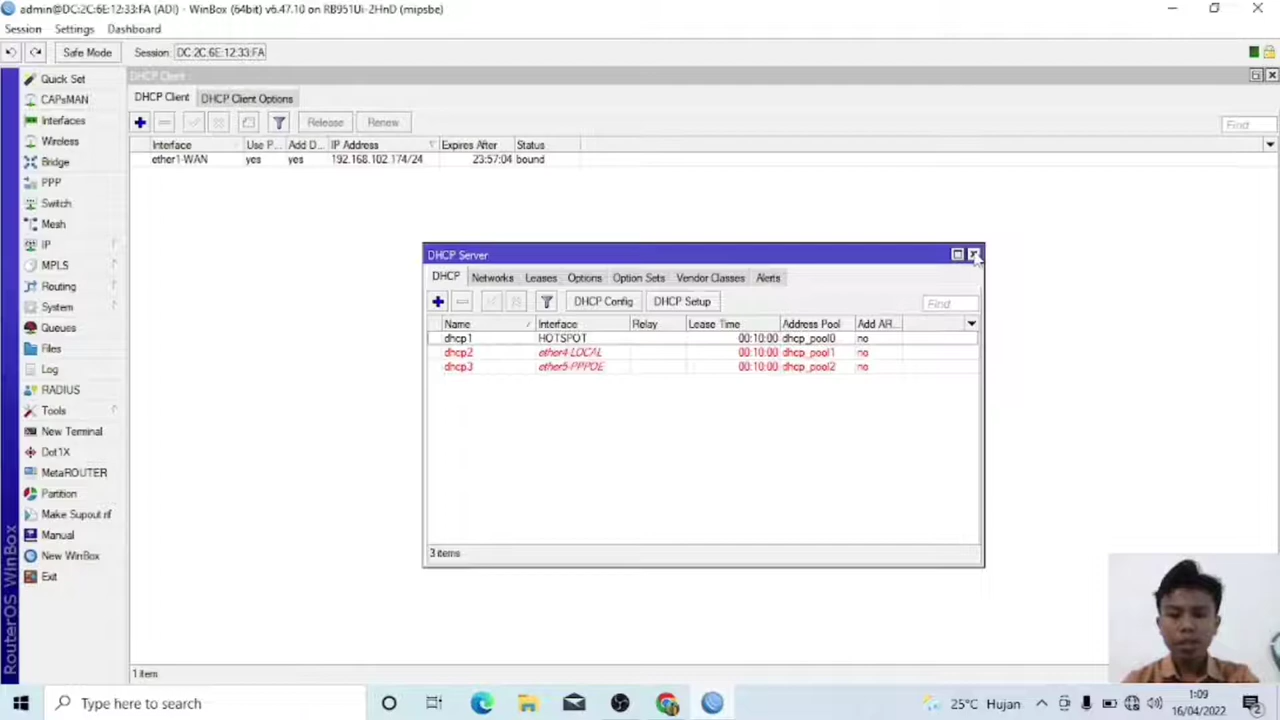 admin@DC:2C:6E:12:33:FA (ADI) - WinBox (64bit) v6.47.10 on RB951Ui-2HnD (mipsbe)
Session Settings Dashboard
Safe Mode Session: DC:2C:6E:12:33:FA
Quick Set
CAPsMAN
Interfaces
Wireless
Bridge
PPP
Switch
Mesh
IP
MPLS
Routing
System
Queues
Files
Log
RADIUS
Tools
New Terminal
Dot1X
MetaROUTER
Partition
Make Supout.rif
Manual
New WinBox
Exit
RouterOS WinBox
DHCP Client
DHCP Client DHCP Client Options
Release Renew Find
Interface Use P... Add D... IP Address Expires After Status
ether1-WAN yes yes 192.168.102.174/24 23:57:04 bound
DHCP Server
DHCP Networks Leases Options Option Sets Vendor Classes Alerts
DHCP Config DHCP Setup Find
Name Interface Relay Lease Time Address Pool Add AR...
dhcp1 HOTSPOT 00:10:00 dhcp_pool0 no
dhcp2 ether4-LOCAL 00:10:00 dhcp_pool1 no
dhcp3 ether5-PPPOE 00:10:00 dhcp_pool2 no
3 items
1 item
Type here to search
25°C Hujan
1:09
16/04/2022
2